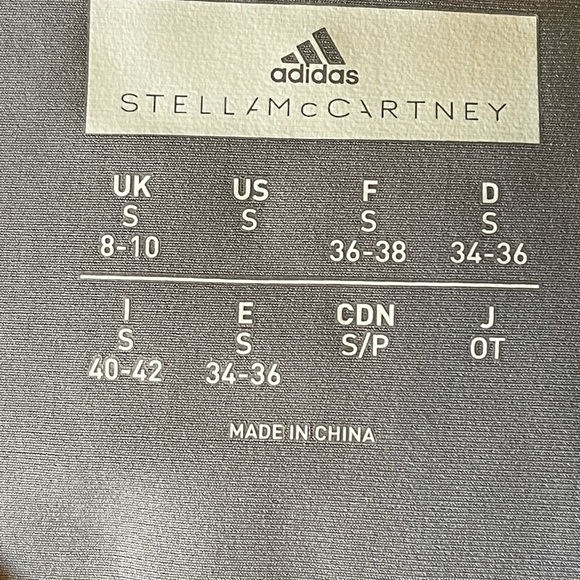 adidas
STELLAMcCARTNEY
UK US F D
S S S S
8-10 36-38 34-36
I E CDN J
S S S/P OT
40-42 34-36
MADE IN CHINA